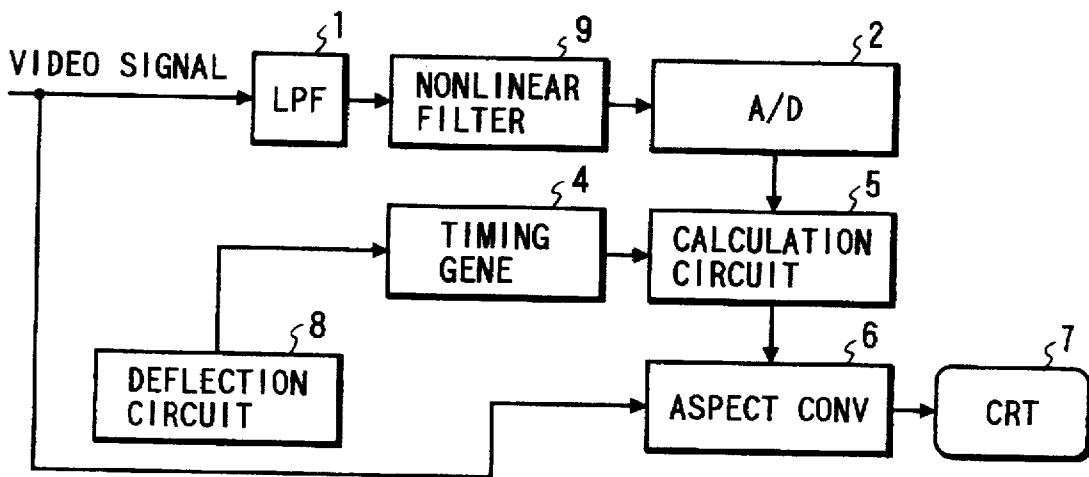 1
9
2
VIDEO SIGNAL
LPF
NONLINEAR
FILTER
A/D
4
5
TIMING
GENE
CALCULATION
CIRCUIT
8
6
7
DEFLECTION
CIRCUIT
ASPECT CONV
CRT